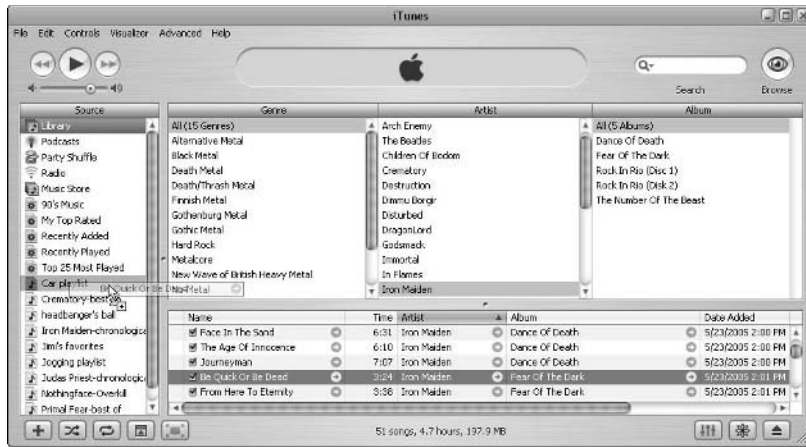 iTunes
File Edit Controls Visualizer Advanced Help
Search
Browse
Source
Library
Podcasts
Party Shuffle
Radio
Music Store
90's Music
My Top Rated
Recently Added
Recently Played
Top 25 Most Played
Car playlist
Crematory-best
headbanger's ball
Iron Maiden-chronologica
Jim's favorites
Jogging playlist
Judas Priest-chronologic
Nothingface-Overkill
Primal Fear-best of
Genre
All (15 Genres)
Alternative Metal
Black Metal
Death Metal
Death/Thrash Metal
Finnish Metal
Gothenburg Metal
Gothic Metal
Hard Rock
Metalcore
New Wave of British Heavy Metal
Metal
Be Quick Or Be Dead
Artist
Arch Enemy
The Beatles
Children Of Bodom
Crematory
Destruction
Dimmu Borgir
Disturbed
DragonLord
Godsmack
Immortal
In Flames
Iron Maiden
Album
All (5 Albums)
Dance Of Death
Fear Of The Dark
Rock In Rio (Disc 1)
Rock In Rio (Disk 2)
The Number Of The Beast
Name Time Artist Album Date Added
Face In The Sand 6:31 Iron Maiden Dance Of Death 5/23/2005 2:00 PM
The Age Of Innocence 6:10 Iron Maiden Dance Of Death 5/23/2005 2:00 PM
Journeyman 7:07 Iron Maiden Dance Of Death 5/23/2005 2:00 PM
Be Quick Or Be Dead 3:24 Iron Maiden Fear Of The Dark 5/23/2005 2:01 PM
From Here To Eternity 3:38 Iron Maiden Fear Of The Dark 5/23/2005 2:01 PM
51 songs, 4.7 hours, 197.9 MB